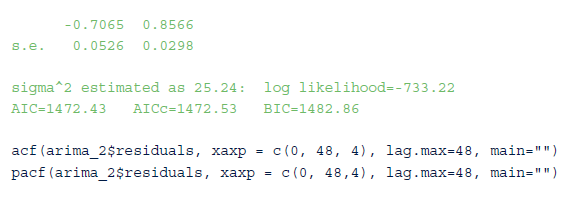 -0.7065 0.8566
s.e. 0.0526 0.0298
sigma^2 estimated as 25.24: log likelihood=-733.22
AIC=1472.43 AICc=1472.53 BIC=1482.86
acf(arima_2$residuals, xaxp = c(0, 48, 4), lag.max=48, main="")
pacf(arima_2$residuals, xaxp = c(0, 48,4), lag.max=48, main="")